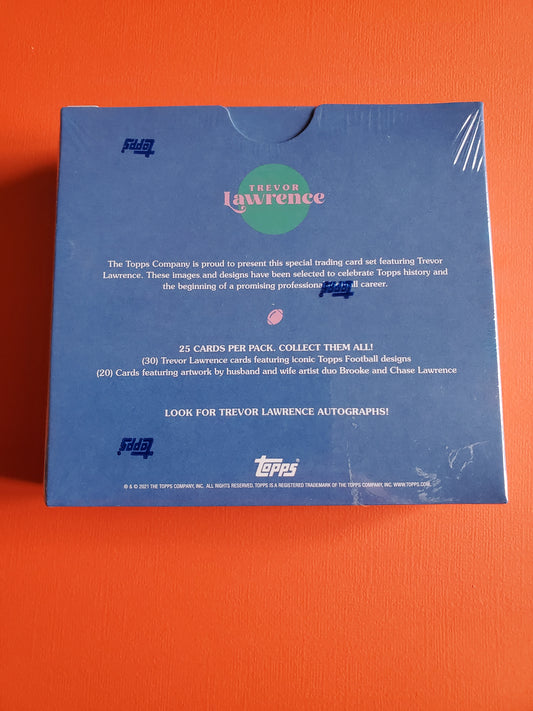 Topps
TREVOR
Lawrence
The Topps Company is proud to present this special trading card set featuring Trevor
Lawrence. These images and designs have been selected to celebrate Topps history and
the beginning of a promising professional career.
Topps
25 CARDS PER PACK. COLLECT THEM ALL!
(30) Trevor Lawrence cards featuring iconic Topps Football designs
(20) Cards featuring artwork by husband and wife artist duo Brooke and Chase Lawrence
LOOK FOR TREVOR LAWRENCE AUTOGRAPHS!
Topps
Topps
® & © 2021 THE TOPPS COMPANY, INC. ALL RIGHTS RESERVED. TOPPS IS A REGISTERED TRADEMARK OF THE TOPPS COMPANY, INC. WWW.TOPPS.COM.